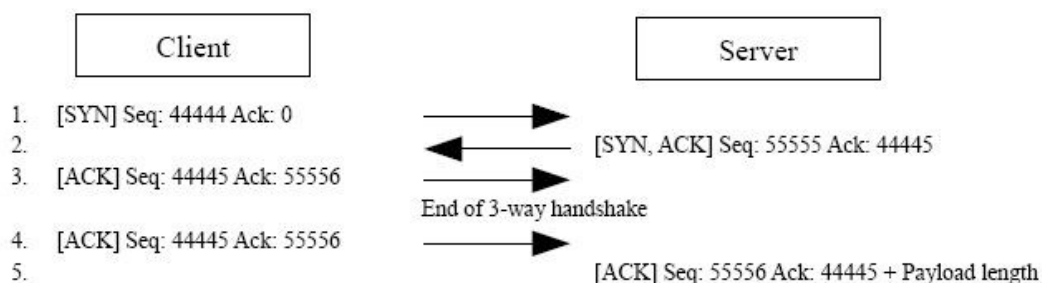 Client
Server
1. [SYN] Seq: 44444 Ack: 0
2. [SYN, ACK] Seq: 55555 Ack: 44445
3. [ACK] Seq: 44445 Ack: 55556
End of 3-way handshake
4. [ACK] Seq: 44445 Ack: 55556
5. [ACK] Seq: 55556 Ack: 44445 + Payload length